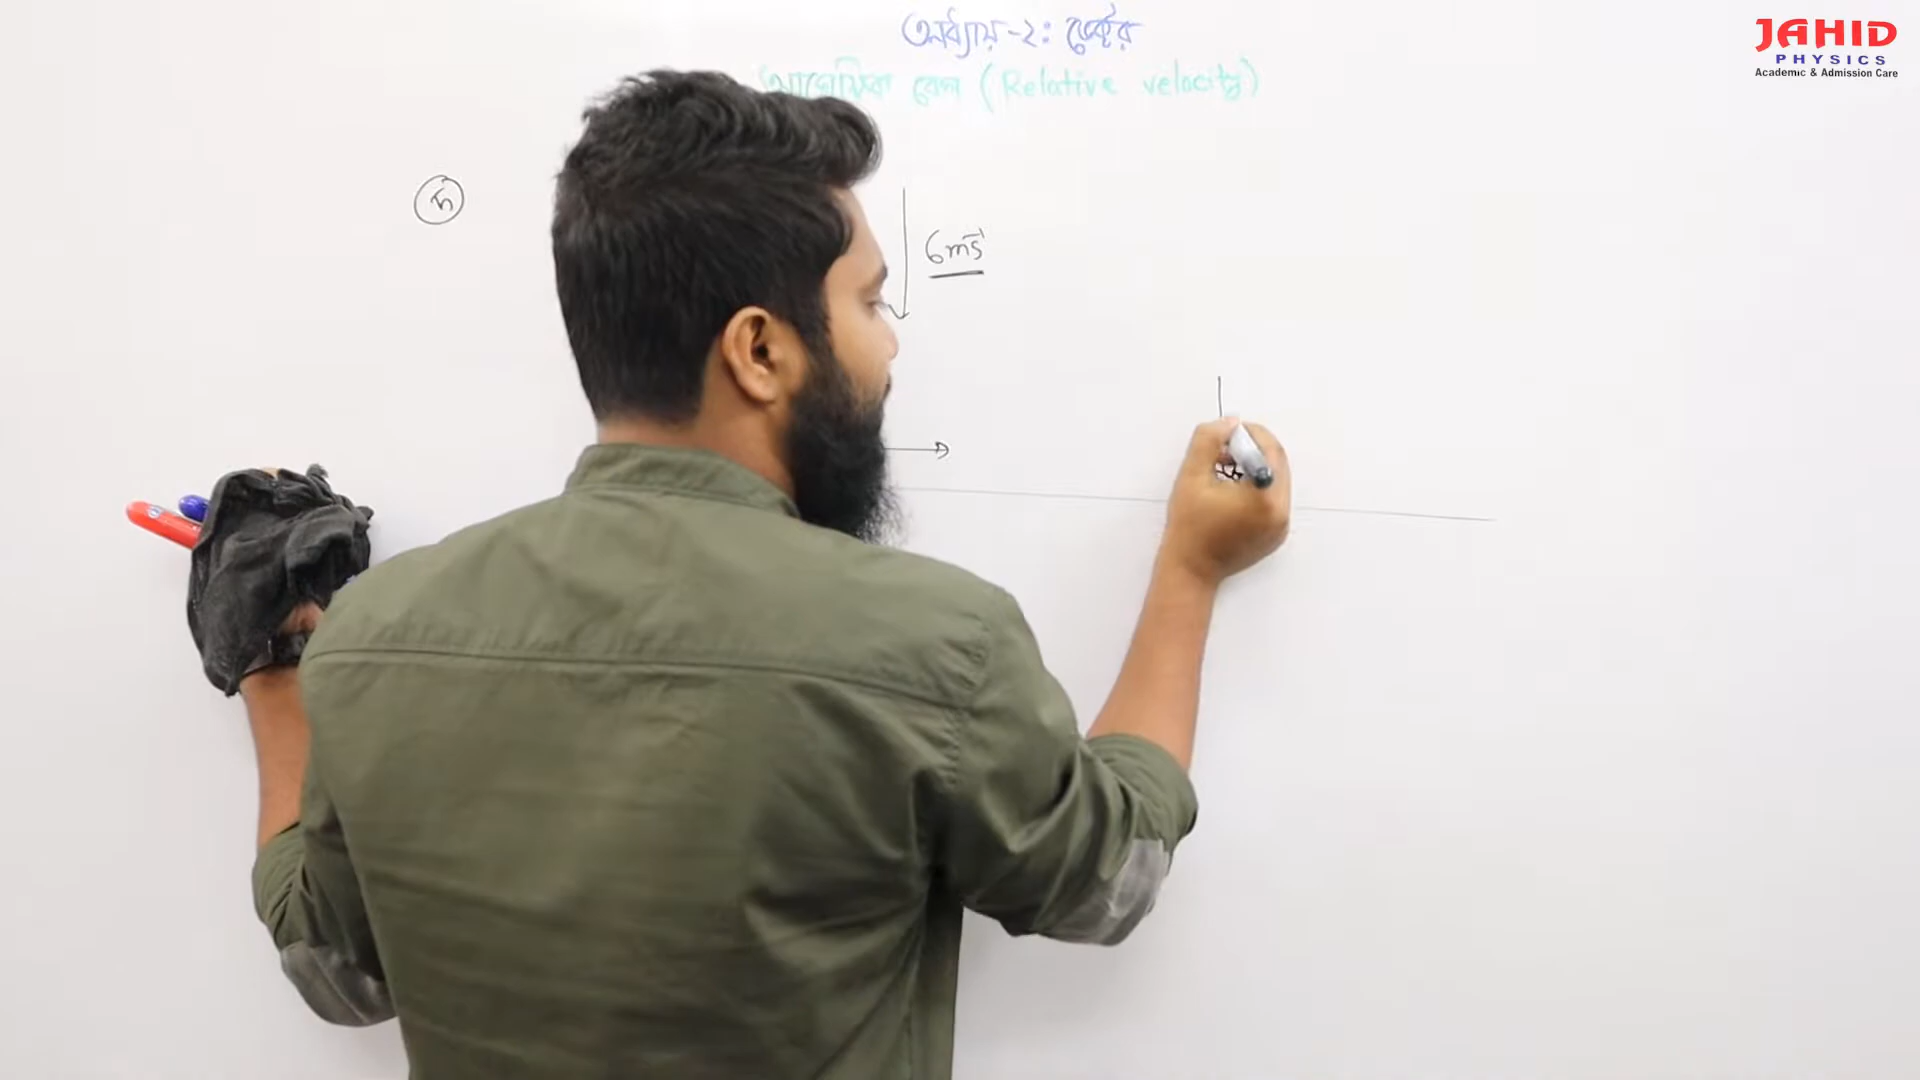 অধ্যায়-২: ভেক্টর
আপেক্ষিক বেগ (Relative velocity)
JAHID
PHYSICS
Academic & Admission Care
ক
6ms⁻¹